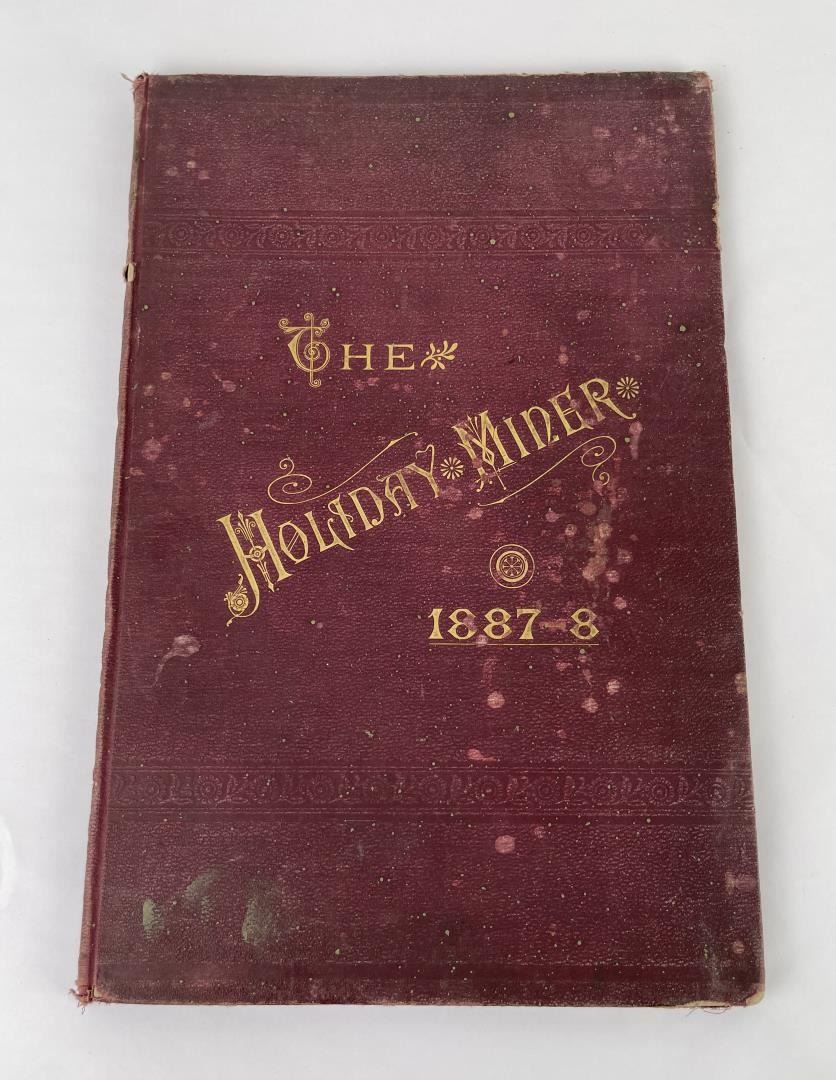 THE
HOLIDAY MINER
1887-8